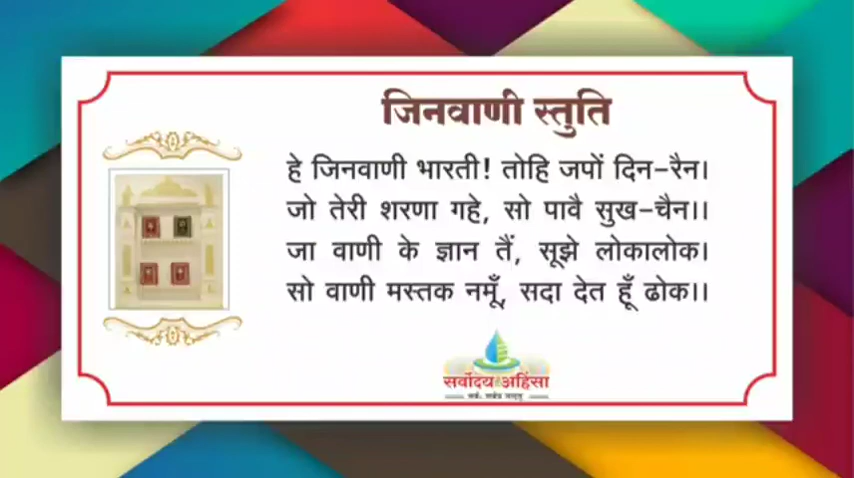 जिनवाणी स्तुति
हे जिनवाणी भारती! तोहि जपों दिन-रैन।
जो तेरी शरणा गहे, सो पावै सुख-चैन।।
जा वाणी के ज्ञान तैं, सूझे लोकालोक।
सो वाणी मस्तक नमूँ, सदा देत हूँ ढोक।।
सर्वोदय अहिंसा